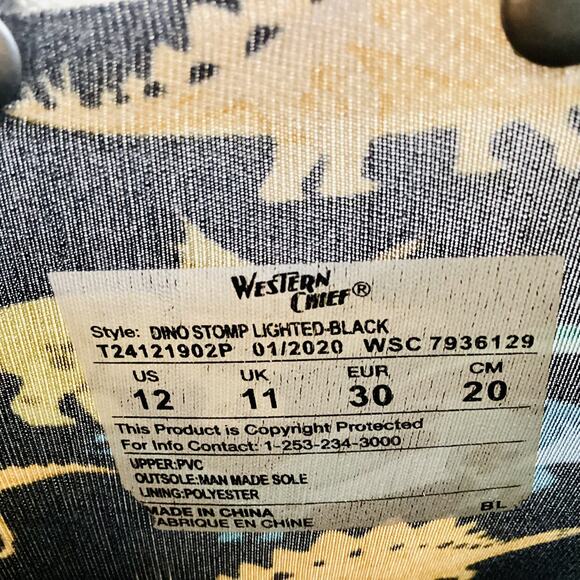 WESTERN
CHIEF®
Style: DINO STOMP LIGHTED-BLACK
T24121902P 01/2020 WSC 7936129
US UK EUR CM
12 11 30 20
This Product is Copyright Protected
For Info Contact: 1-253-234-3000
UPPER:PVC
OUTSOLE:MAN MADE SOLE
LINING:POLYESTER
MADE IN CHINA BL
FABRIQUE EN CHINE